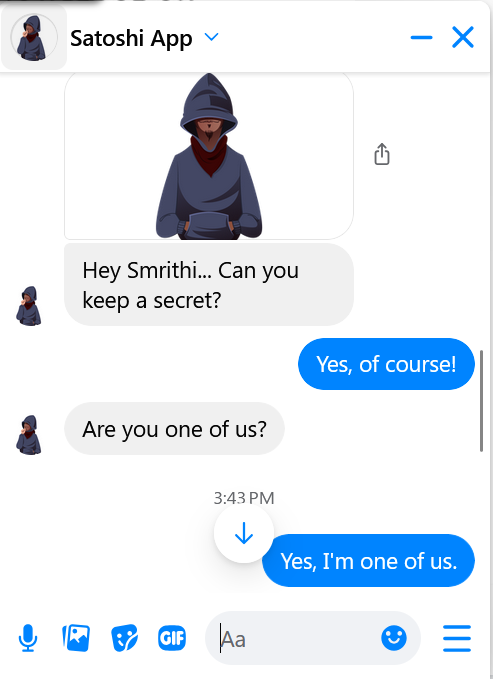 Satoshi App
Hey Smrithi... Can you
keep a secret?
Yes, of course!
Are you one of us?
3:43 PM
Yes, I'm one of us.
GIF
Aa